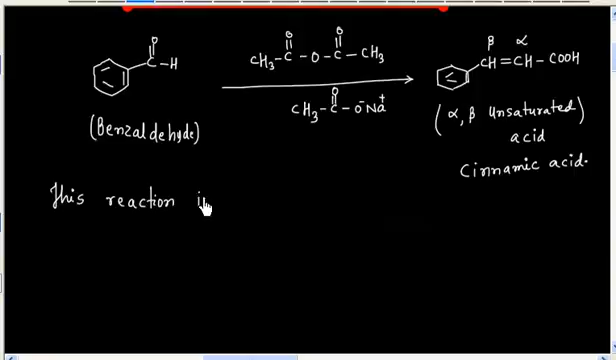 O O O β α
C – H CH₃ – C – O – C – CH₃ CH = CH – COOH
O
CH₃ – C – O⁻Na⁺
(Benzaldehyde) (α, β Unsaturated)
acid
Cinnamic acid.
This reaction i